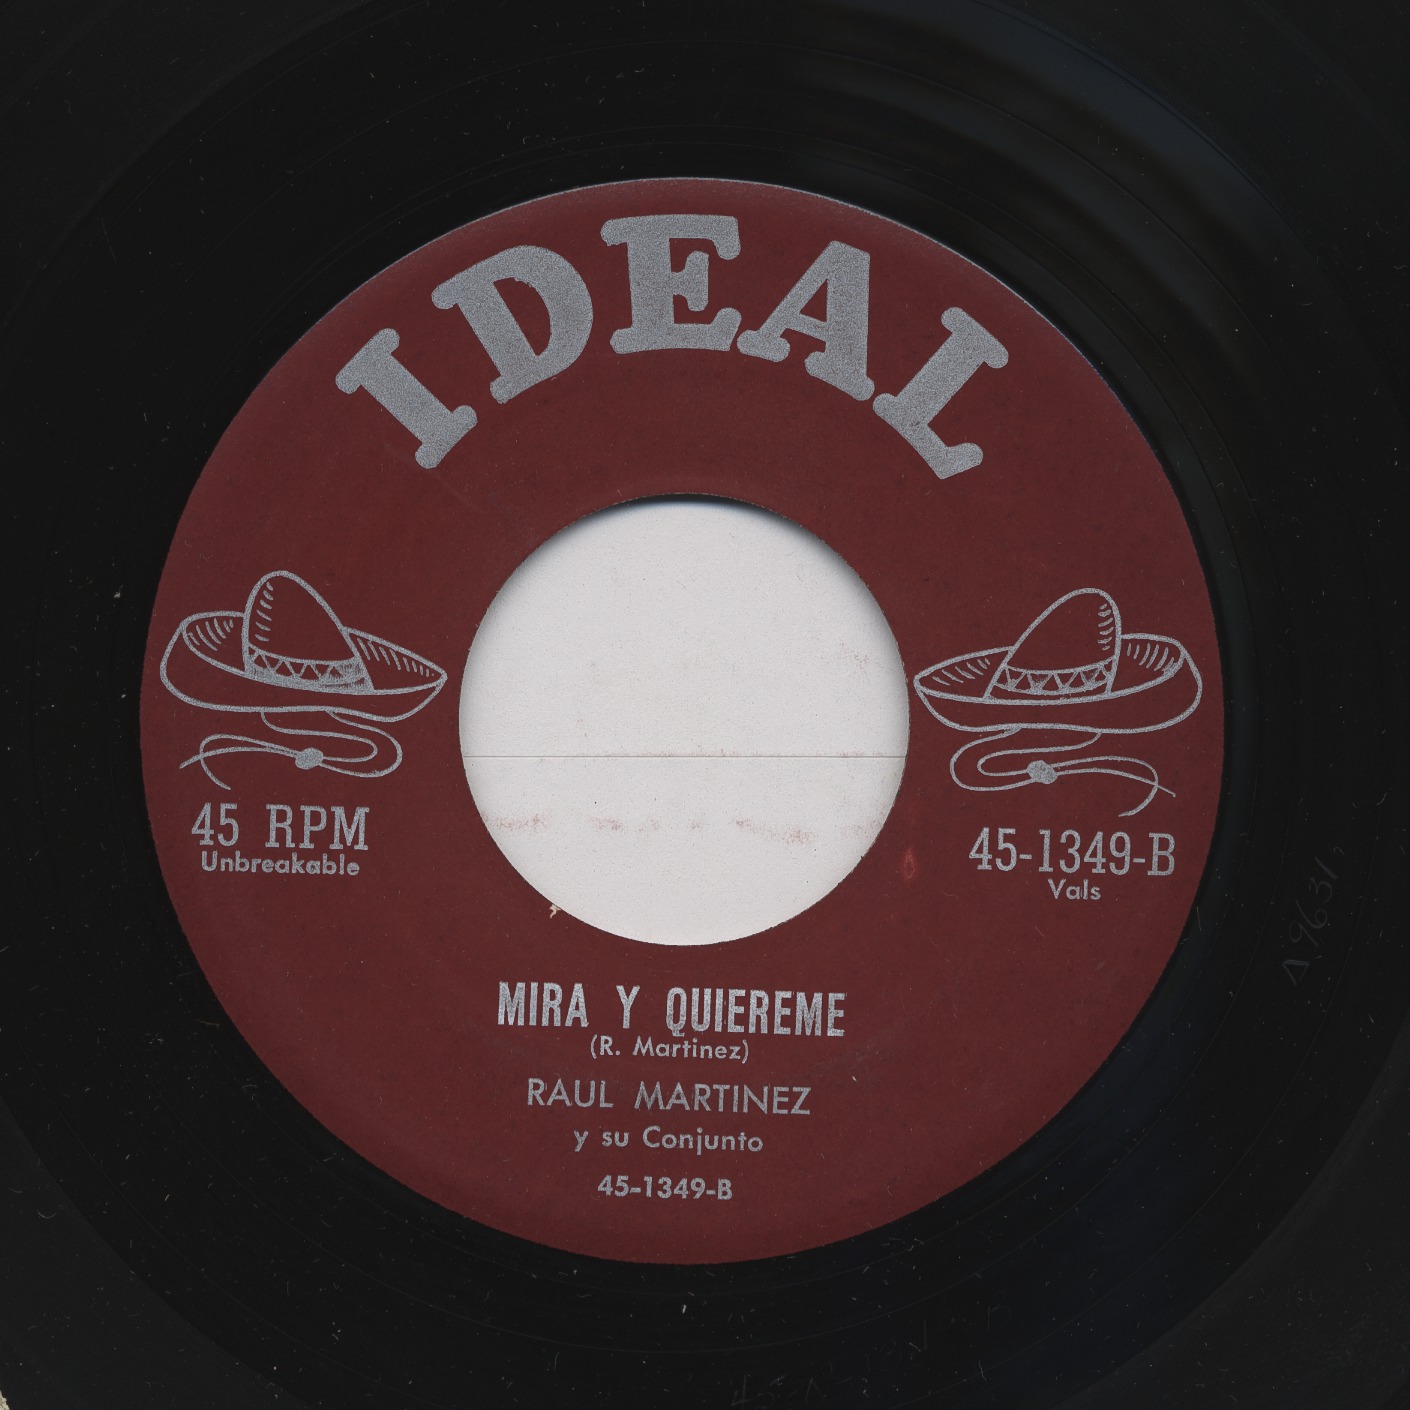 IDEAL
45 RPM
Unbreakable
45-1349-B
Vals
MIRA Y QUIEREME
(R. Martinez)
RAUL MARTINEZ
y su Conjunto
45-1349-B